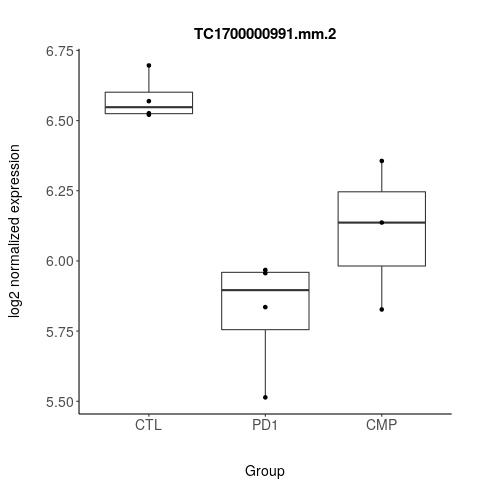 TC1700000991.mm.2
log2 normalized expression
6.75
6.50
6.25
6.00
5.75
5.50
CTL PD1 CMP
Group